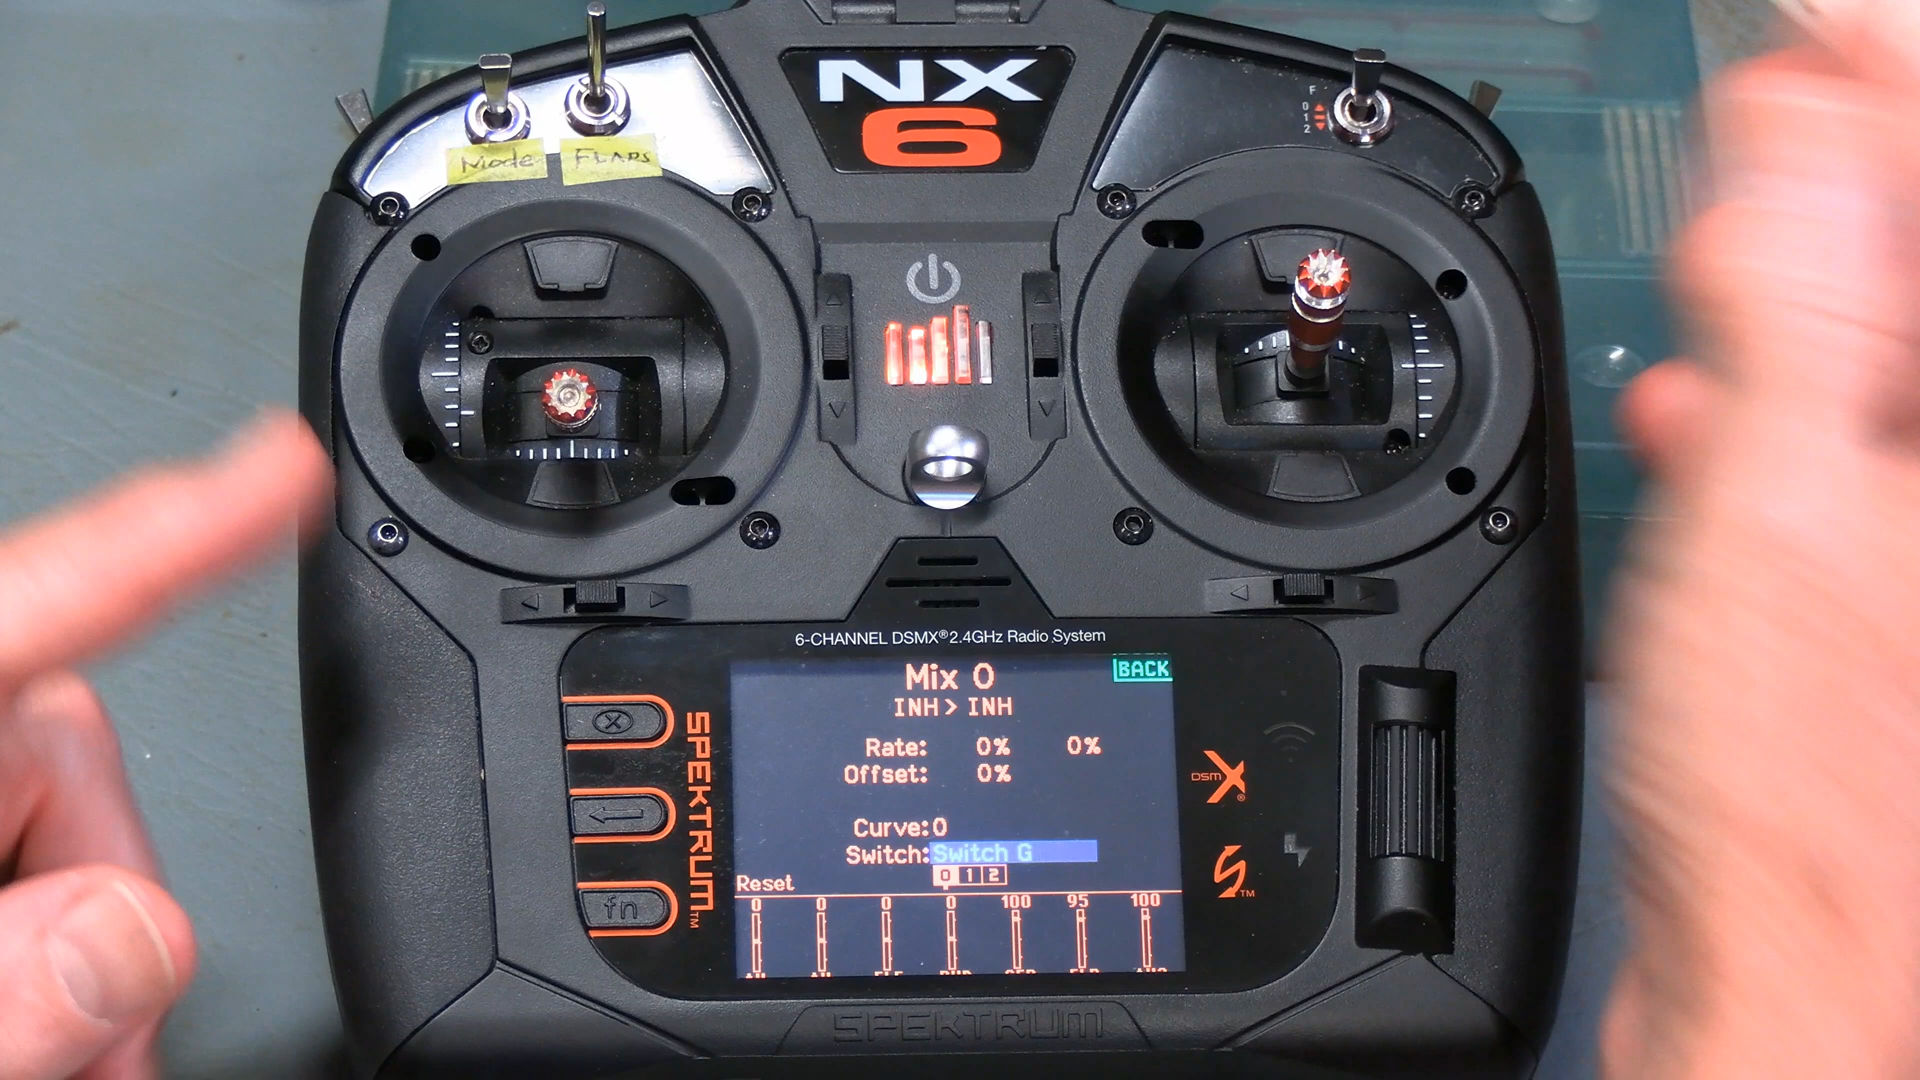 NX
6
Mode
FLAPS
F
0
1
2
6-CHANNEL DSMX® 2.4GHz Radio System
SPEKTRUM™
fn
Mix 0
BACK
INH > INH
Rate: 0% 0%
Offset: 0%
Curve: 0
Switch: Switch G
0 1 2
Reset
0 0 0 0 100 95 100
DSM X®
™
SPEKTRUM